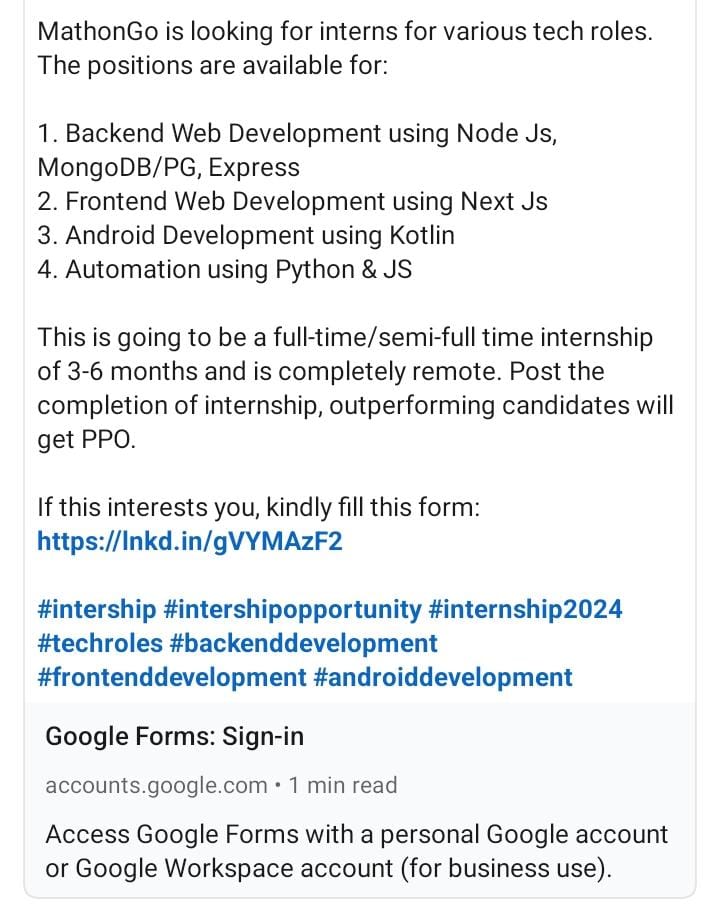 MathonGo is looking for interns for various tech roles.
The positions are available for:
1. Backend Web Development using Node Js,
MongoDB/PG, Express
2. Frontend Web Development using Next Js
3. Android Development using Kotlin
4. Automation using Python & JS
This is going to be a full-time/semi-full time internship
of 3-6 months and is completely remote. Post the
completion of internship, outperforming candidates will
get PPO.
If this interests you, kindly fill this form:
https://lnkd.in/gVYMAzF2
#intership #intershipopportunity #internship2024
#techroles #backenddevelopment
#frontenddevelopment #androiddevelopment
Google Forms: Sign-in
accounts.google.com • 1 min read
Access Google Forms with a personal Google account
or Google Workspace account (for business use).